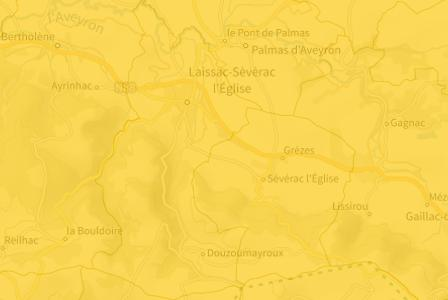 l'Aveyron
le Pont de Palmas
Bertholène
Palmas d'Aveyron
Laissac-Sévérac
l'Église
Ayrinhac
Gagnac
Grézes
Sévérac l'Église
Lissirou
Gaillac-
la Bouldoire
Reilhac
Douzoumayroux